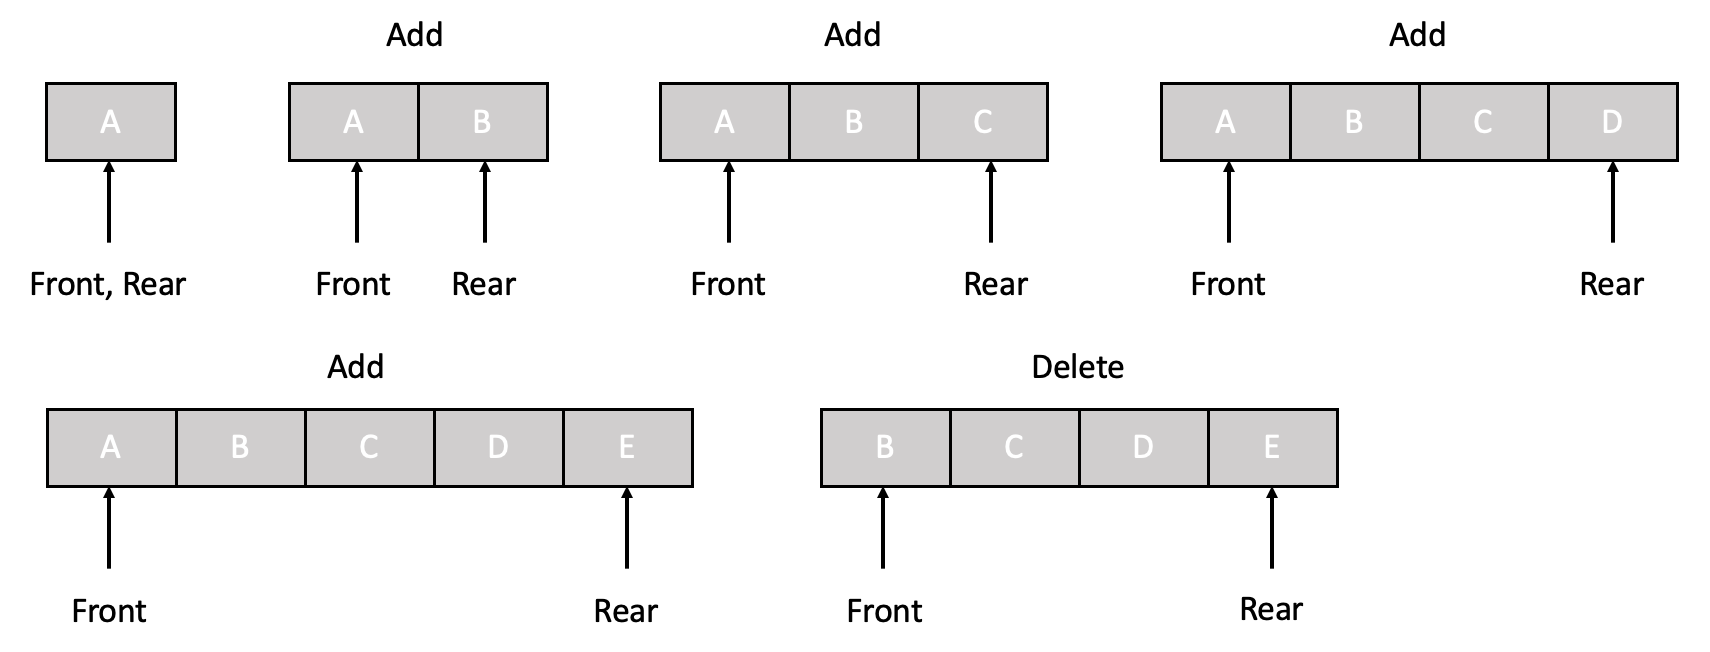 Add Add Add
A A B A B C A B C D
Front, Rear Front Rear Front Rear Front Rear
Add Delete
A B C D E B C D E
Front Rear Front Rear